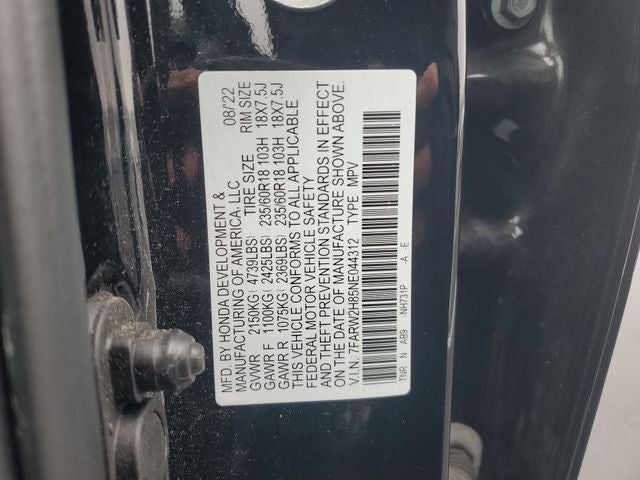 MFD. BY HONDA DEVELOPMENT &
MANUFACTURING OF AMERICA, LLC. 08/'22
GVWR 2150KG( 4739LBS) TIRE SIZE RIM SIZE
GAWR F 1100KG( 2425LBS) 235/60R18 103H 18X7.5J
GAWR R 1075KG( 2369LBS) 235/60R18 103H 18X7.5J
THIS VEHICLE CONFORMS TO ALL APPLICABLE
FEDERAL MOTOR VEHICLE SAFETY
AND THEFT PREVENTION STANDARDS IN EFFECT
ON THE DATE OF MANUFACTURE SHOWN ABOVE.
V.I.N.: 7FARW2H85NE044312 TYPE: MPV
TNR N AB9 -NH731P A -E